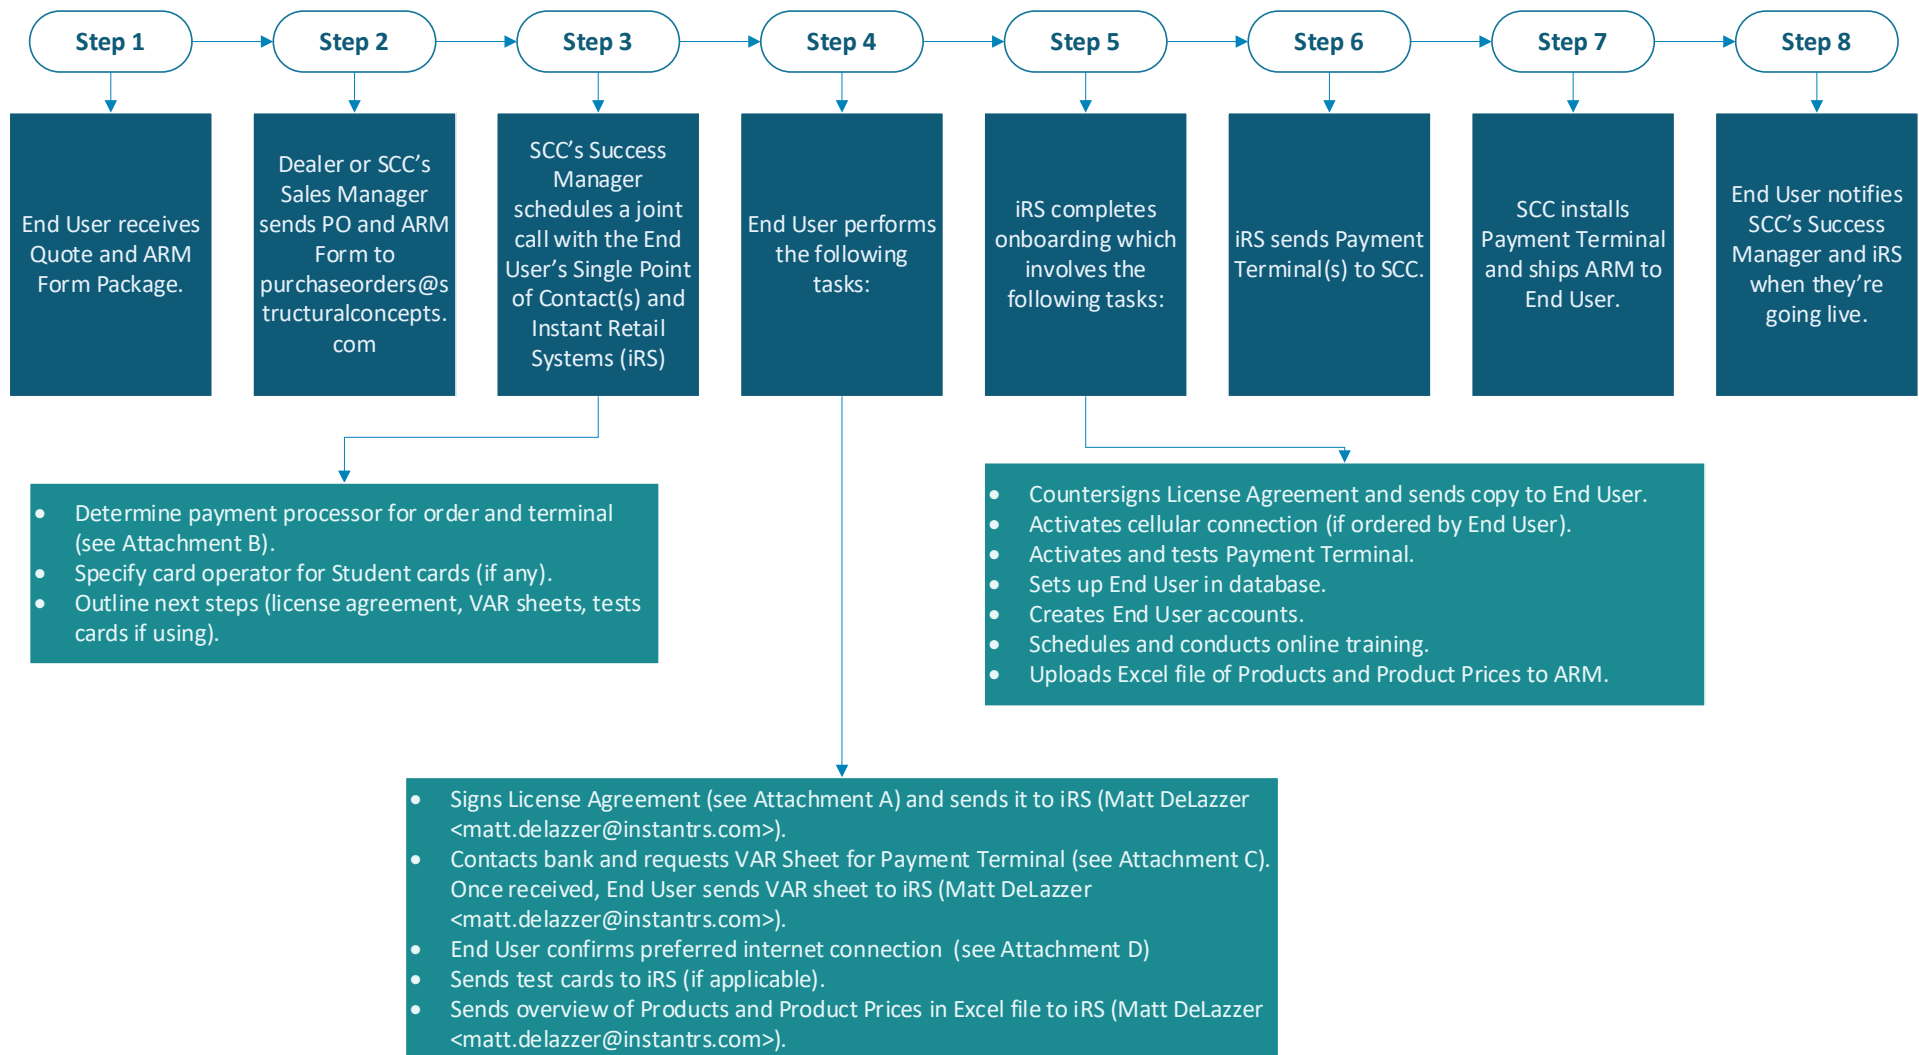 Step 1
Step 2
Step 3
Step 4
Step 5
Step 6
Step 7
Step 8
End User receives
Quote and ARM
Form Package.
Dealer or SCC’s
Sales Manager
sends PO and ARM
Form to
purchaseorders@s
tructuralconcepts.
com
SCC’s Success
Manager
schedules a joint
call with the End
User’s Single Point
of Contact(s) and
Instant Retail
Systems (iRS)
End User performs
the following
tasks:
iRS completes
onboarding which
involves the
following tasks:
iRS sends Payment
Terminal(s) to SCC.
SCC installs
Payment Terminal
and ships ARM to
End User.
End User notifies
SCC’s Success
Manager and iRS
when they’re
going live.
• Determine payment processor for order and terminal
(see Attachment B).
• Specify card operator for Student cards (if any).
• Outline next steps (license agreement, VAR sheets, tests
cards if using).
• Countersigns License Agreement and sends copy to End User.
• Activates cellular connection (if ordered by End User).
• Activates and tests Payment Terminal.
• Sets up End User in database.
• Creates End User accounts.
• Schedules and conducts online training.
• Uploads Excel file of Products and Product Prices to ARM.
• Signs License Agreement (see Attachment A) and sends it to iRS (Matt DeLazzer
<matt.delazzer@instantrs.com>).
• Contacts bank and requests VAR Sheet for Payment Terminal (see Attachment C).
Once received, End User sends VAR sheet to iRS (Matt DeLazzer
<matt.delazzer@instantrs.com>).
• End User confirms preferred internet connection  (see Attachment D)
• Sends test cards to iRS (if applicable).
• Sends overview of Products and Product Prices in Excel file to iRS (Matt DeLazzer
<matt.delazzer@instantrs.com>).